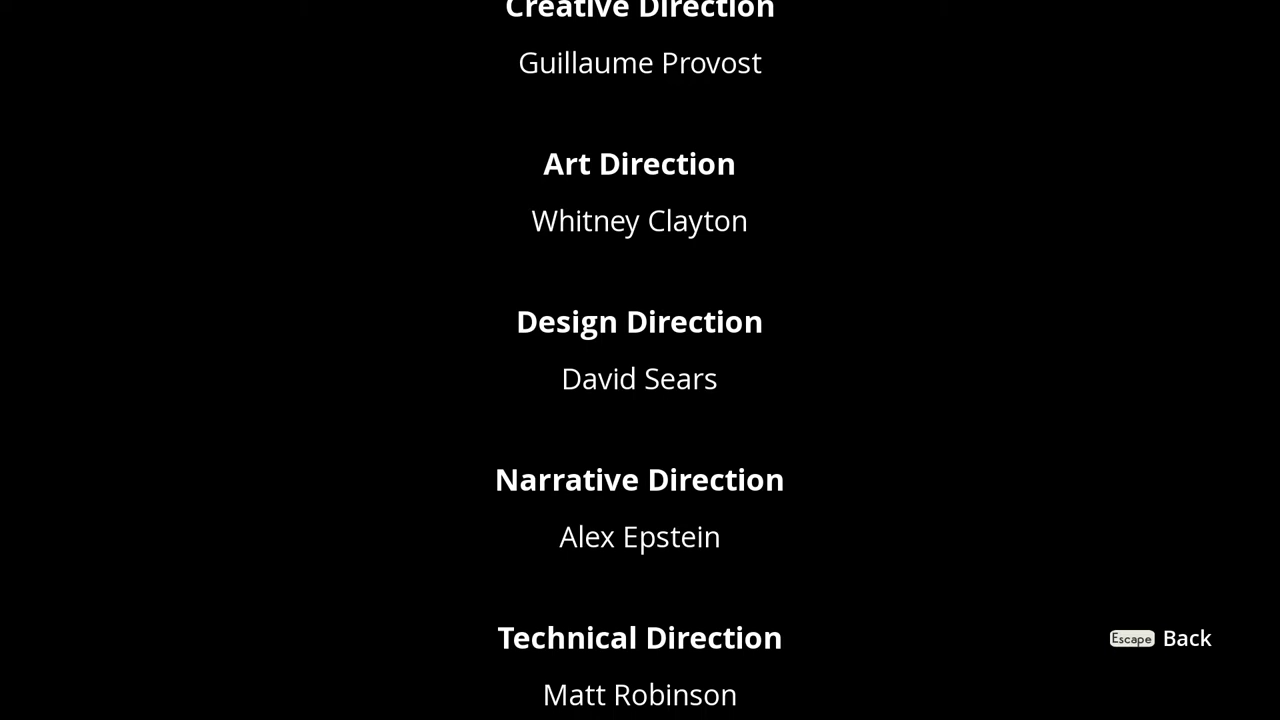 Creative Direction
Guillaume Provost
Art Direction
Whitney Clayton
Design Direction
David Sears
Narrative Direction
Alex Epstein
Technical Direction
Escape Back
Matt Robinson